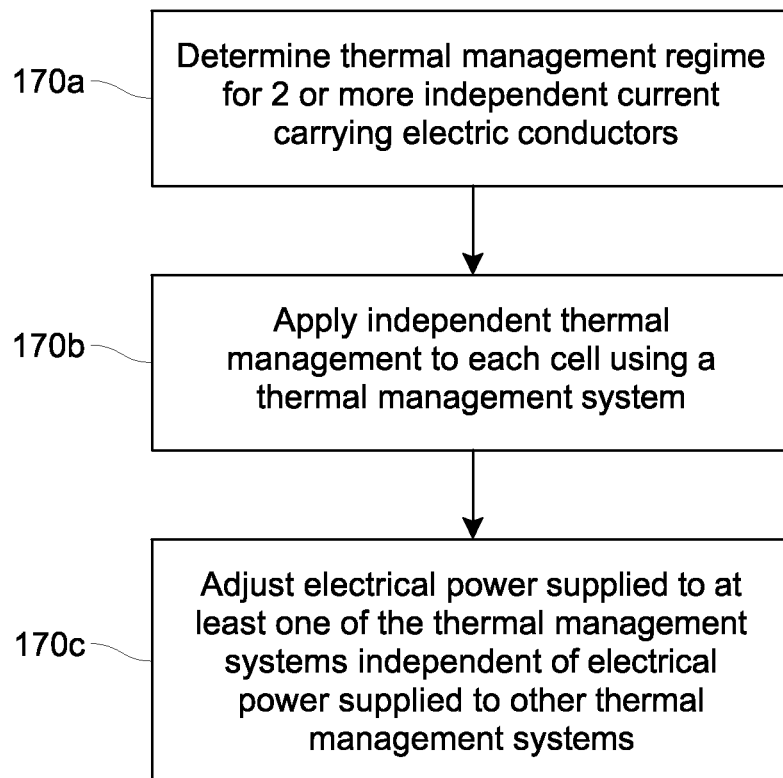 170a
Determine thermal management regime
for 2 or more independent current
carrying electric conductors
170b
Apply independent thermal
management to each cell using a
thermal management system
170c
Adjust electrical power supplied to at
least one of the thermal management
systems independent of electrical
power supplied to other thermal
management systems